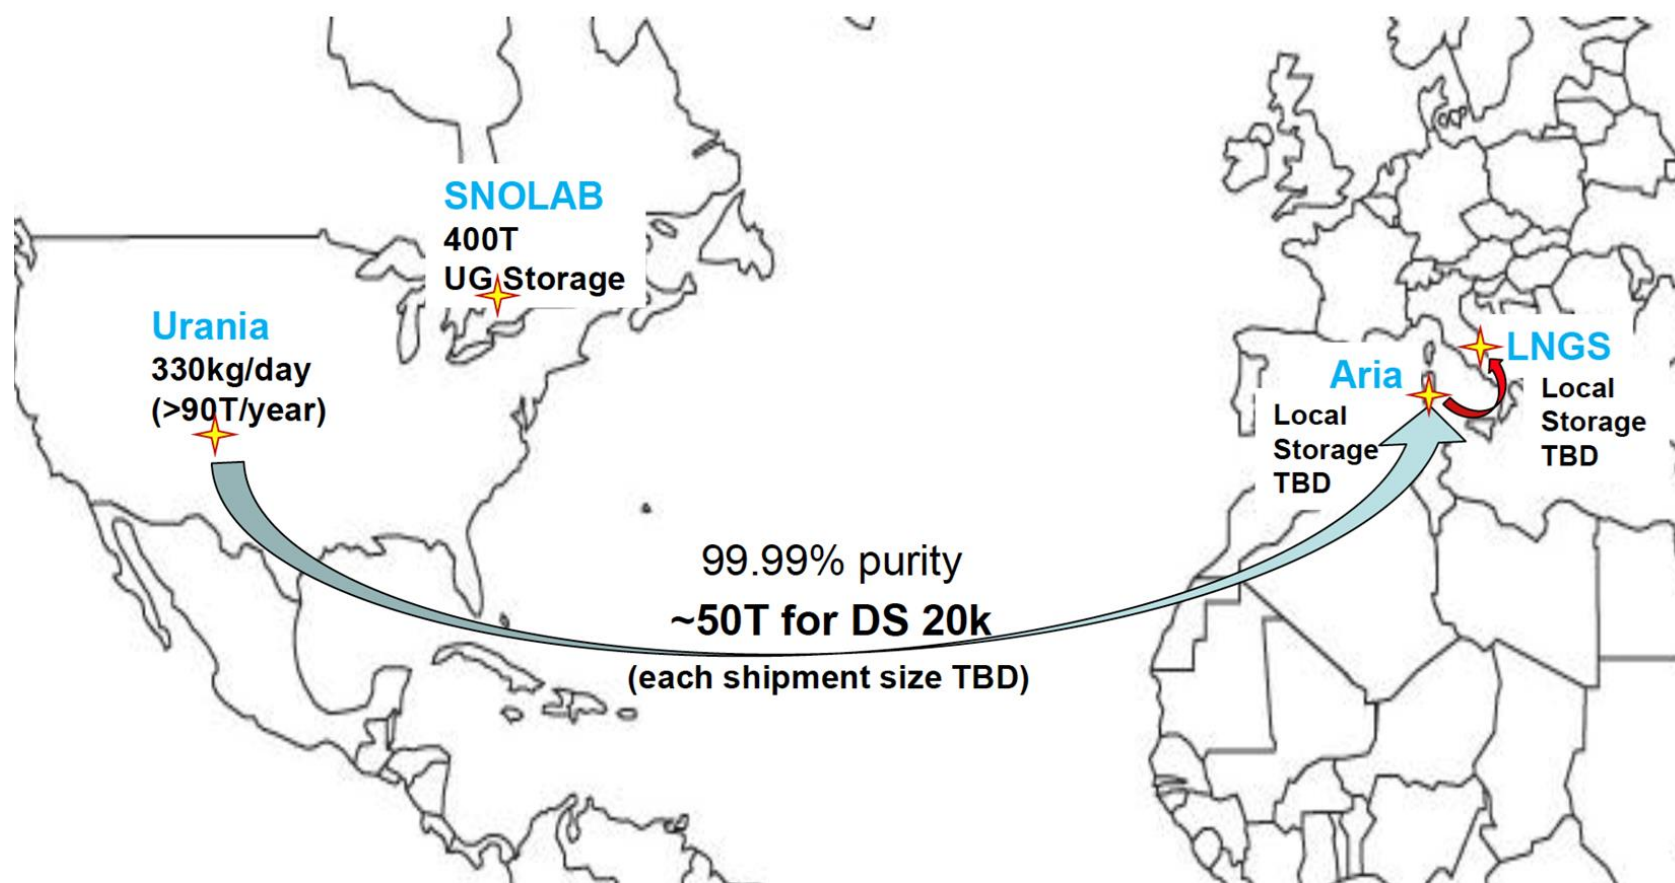 SNOLAB
400T
UG Storage
Urania
330kg/day
(>90T/year)
LNGS
Local
Storage
TBD
Aria
Local
Storage
TBD
99.99% purity
~50T for DS 20k
(each shipment size TBD)